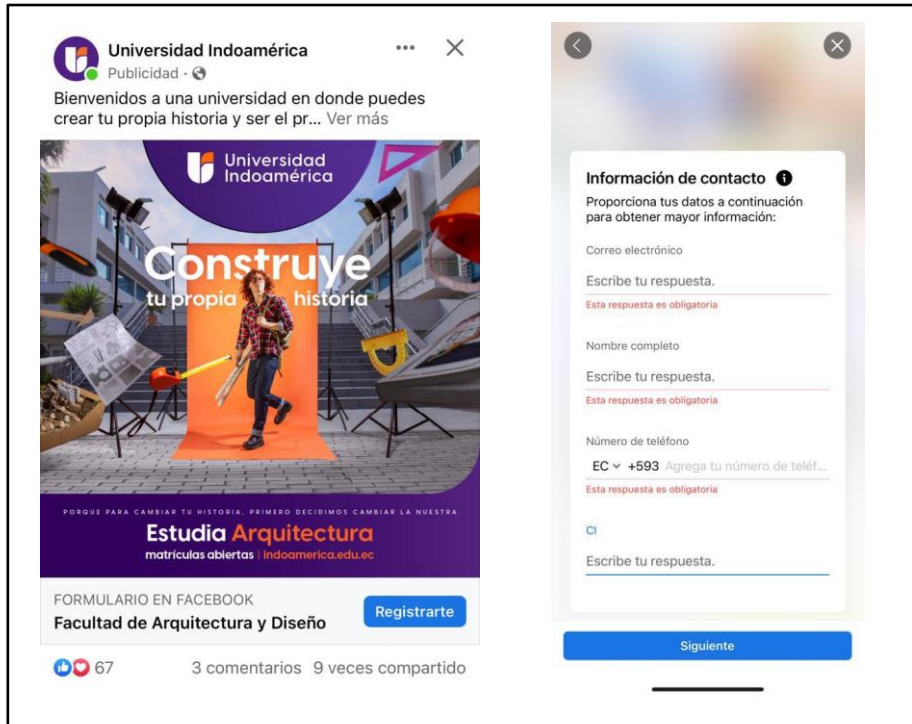 Universidad Indoamérica
Publicidad ·
Bienvenidos a una universidad en donde puedes
crear tu propia historia y ser el pr... Ver más
Universidad
Indoamérica
Construye
tu propia historia
PORQUE PARA CAMBIAR TU HISTORIA, PRIMERO DECIDIMOS CAMBIAR LA NUESTRA.
Estudia Arquitectura
matrículas abiertas | indoamerica.edu.ec
FORMULARIO EN FACEBOOK
Facultad de Arquitectura y Diseño
Registrarte
67
3 comentarios 9 veces compartido
Información de contacto
Proporciona tus datos a continuación
para obtener mayor información:
Correo electrónico
Escribe tu respuesta.
Esta respuesta es obligatoria
Nombre completo
Escribe tu respuesta.
Esta respuesta es obligatoria
Número de teléfono
EC +593 Agrega tu número de teléf...
Esta respuesta es obligatoria
CI
Escribe tu respuesta.
Siguiente